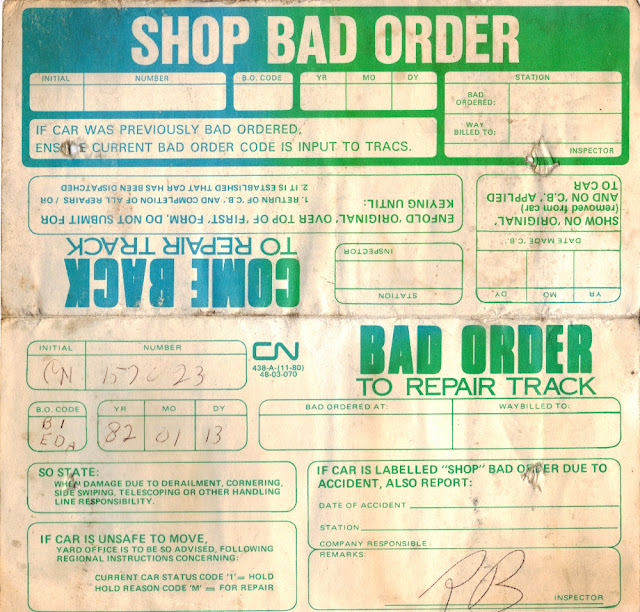 SHOP BAD ORDER
INITIAL NUMBER B.O. CODE YR MO DY STATION
BAD ORDERED:
WAY BILLED TO:
INSPECTOR
IF CAR WAS PREVIOUSLY BAD ORDERED,
ENSURE CURRENT BAD ORDER CODE IS INPUT TO TRACS.
COME BACK
TO REPAIR TRACK
STATION
INSPECTOR
YR MO DY.
DATE MADE 'C.B.'
ENFOLD 'ORIGINAL' OVER TOP OF 'FIRST' FORM. DO NOT SUBMIT FOR
KEYING UNTIL:
1. RETURN OF 'C.B.' AND COMPLETION OF ALL REPAIRS / OR
2. IT IS ESTABLISHED THAT CAR HAS BEEN DISPATCHED
SHOW ON 'ORIGINAL'
(removed from car)
AND ON 'C.B.' APPLIED
TO CAR
INITIAL NUMBER
CN 157023
CN
438-A-(11-80)
48-03-070
BAD ORDER
TO REPAIR TRACK
B.O. CODE YR MO DY
B1
EDA
82 01 13
BAD ORDERED AT: WAYBILLED TO:
SO STATE:
WHEN DAMAGE DUE TO DERAILMENT, CORNERING,
SIDE SWIPING, TELESCOPING OR OTHER HANDLING
LINE RESPONSIBILITY.
IF CAR IS LABELLED "SHOP" BAD ORDER DUE TO
ACCIDENT, ALSO REPORT:
DATE OF ACCIDENT
STATION
COMPANY RESPONSIBLE:
REMARKS:
RB
INSPECTOR
IF CAR IS UNSAFE TO MOVE,
YARD OFFICE IS TO BE SO ADVISED, FOLLOWING
REGIONAL INSTRUCTIONS CONCERNING:
CURRENT CAR STATUS CODE '1' = HOLD
HOLD REASON CODE 'M' = FOR REPAIR